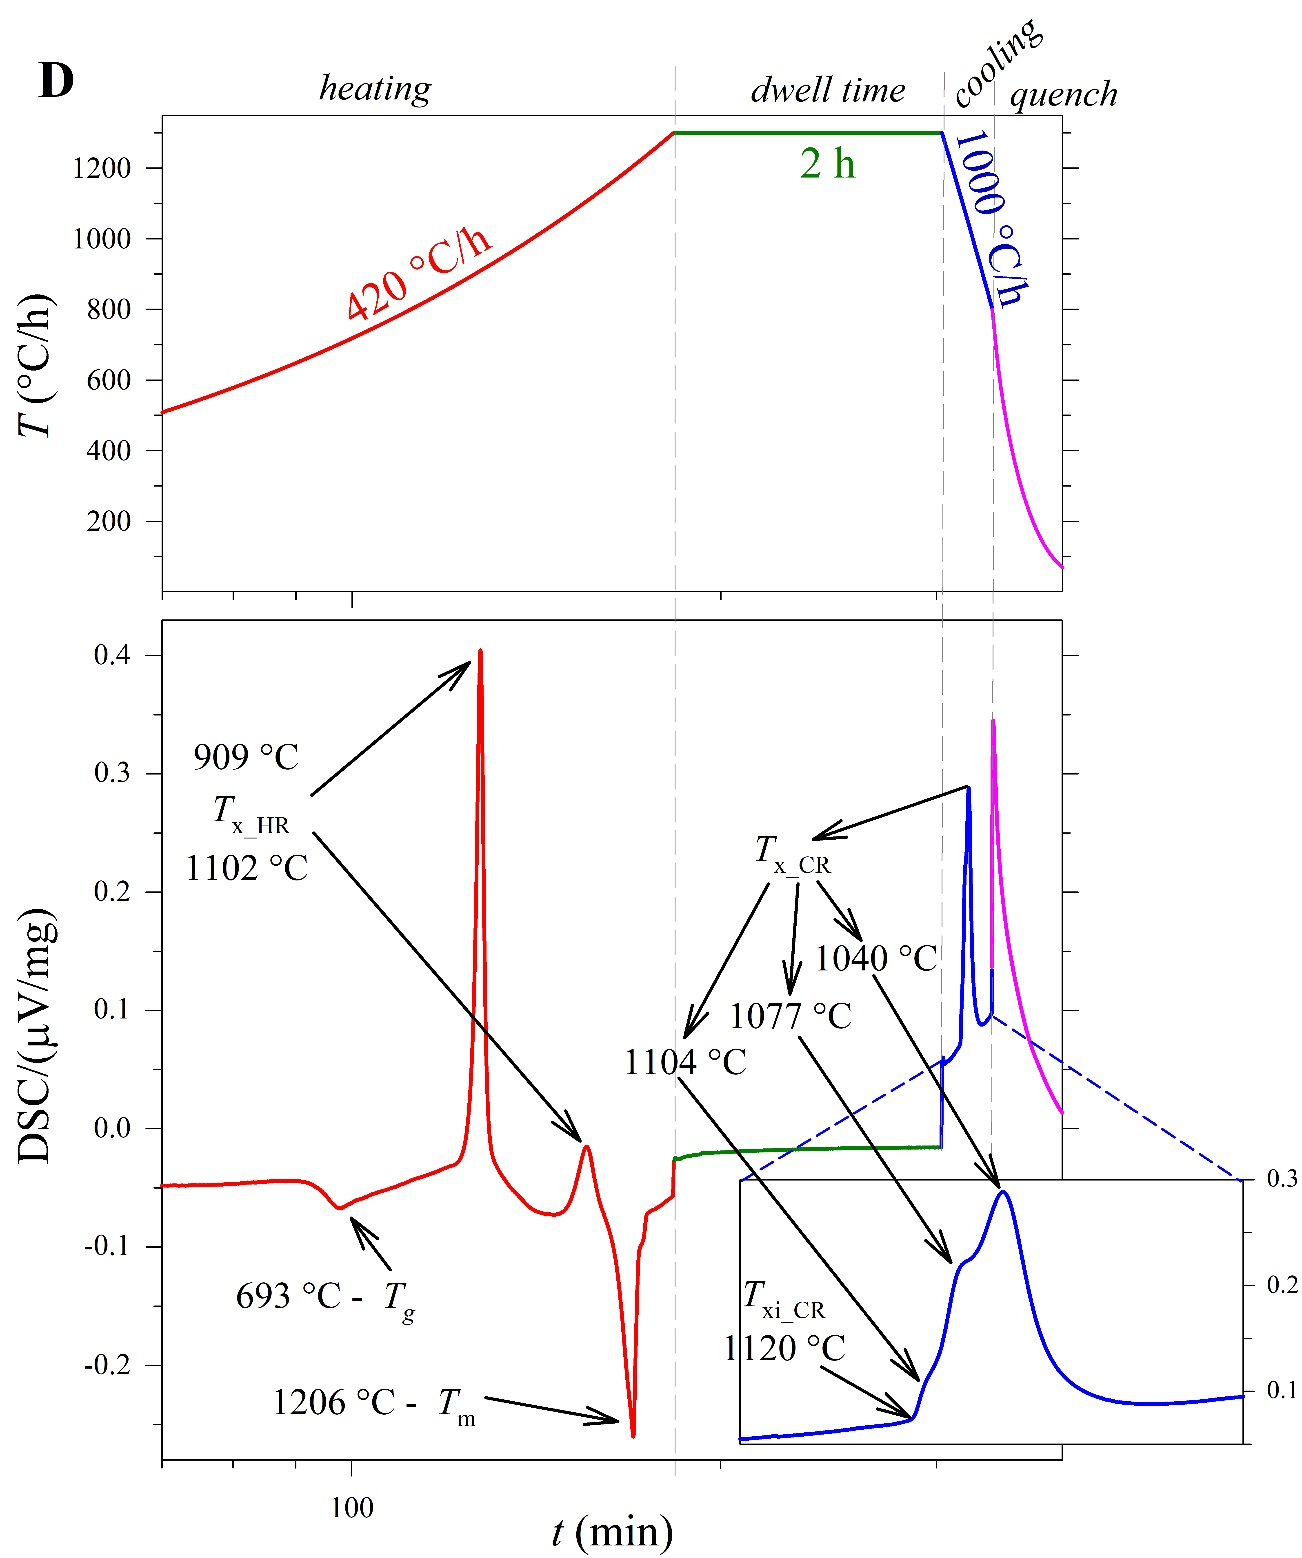 D
heating
dwell time
cooling
quench
1200
1000
800
600
400
200
T (°C/h)
420 °C/h
2 h
1000 °C/h
0.4
0.3
0.2
0.1
0.0
-0.1
-0.2
DSC/(µV/mg)
909 °C
Tx_HR
1102 °C
Tx_CR
1040 °C
1077 °C
1104 °C
693 °C - Tg
1206 °C - Tm
Txi_CR
1120 °C
0.3
0.2
0.1
100
t (min)